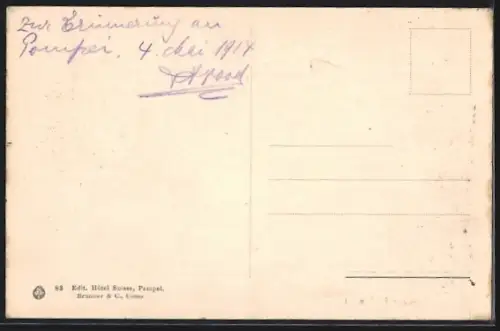 Zur Erinnerung an
Pompei, 4. Mai 1914
93 Edit. Hôtel Suisse, Pompei.
Brunner & C., Como